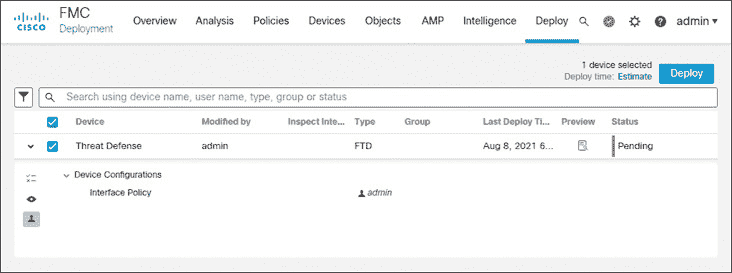 CISCO
FMC
Deployment
Overview Analysis Policies Devices Objects AMP Intelligence Deploy admin
1 device selected
Deploy time: Estimate
Deploy
Search using device name, user name, type, group or status
Device Modified by Inspect Inte... Type Group Last Deploy Ti... Preview Status
Threat Defense admin FTD Aug 8, 2021 6... Pending
Device Configurations
Interface Policy admin